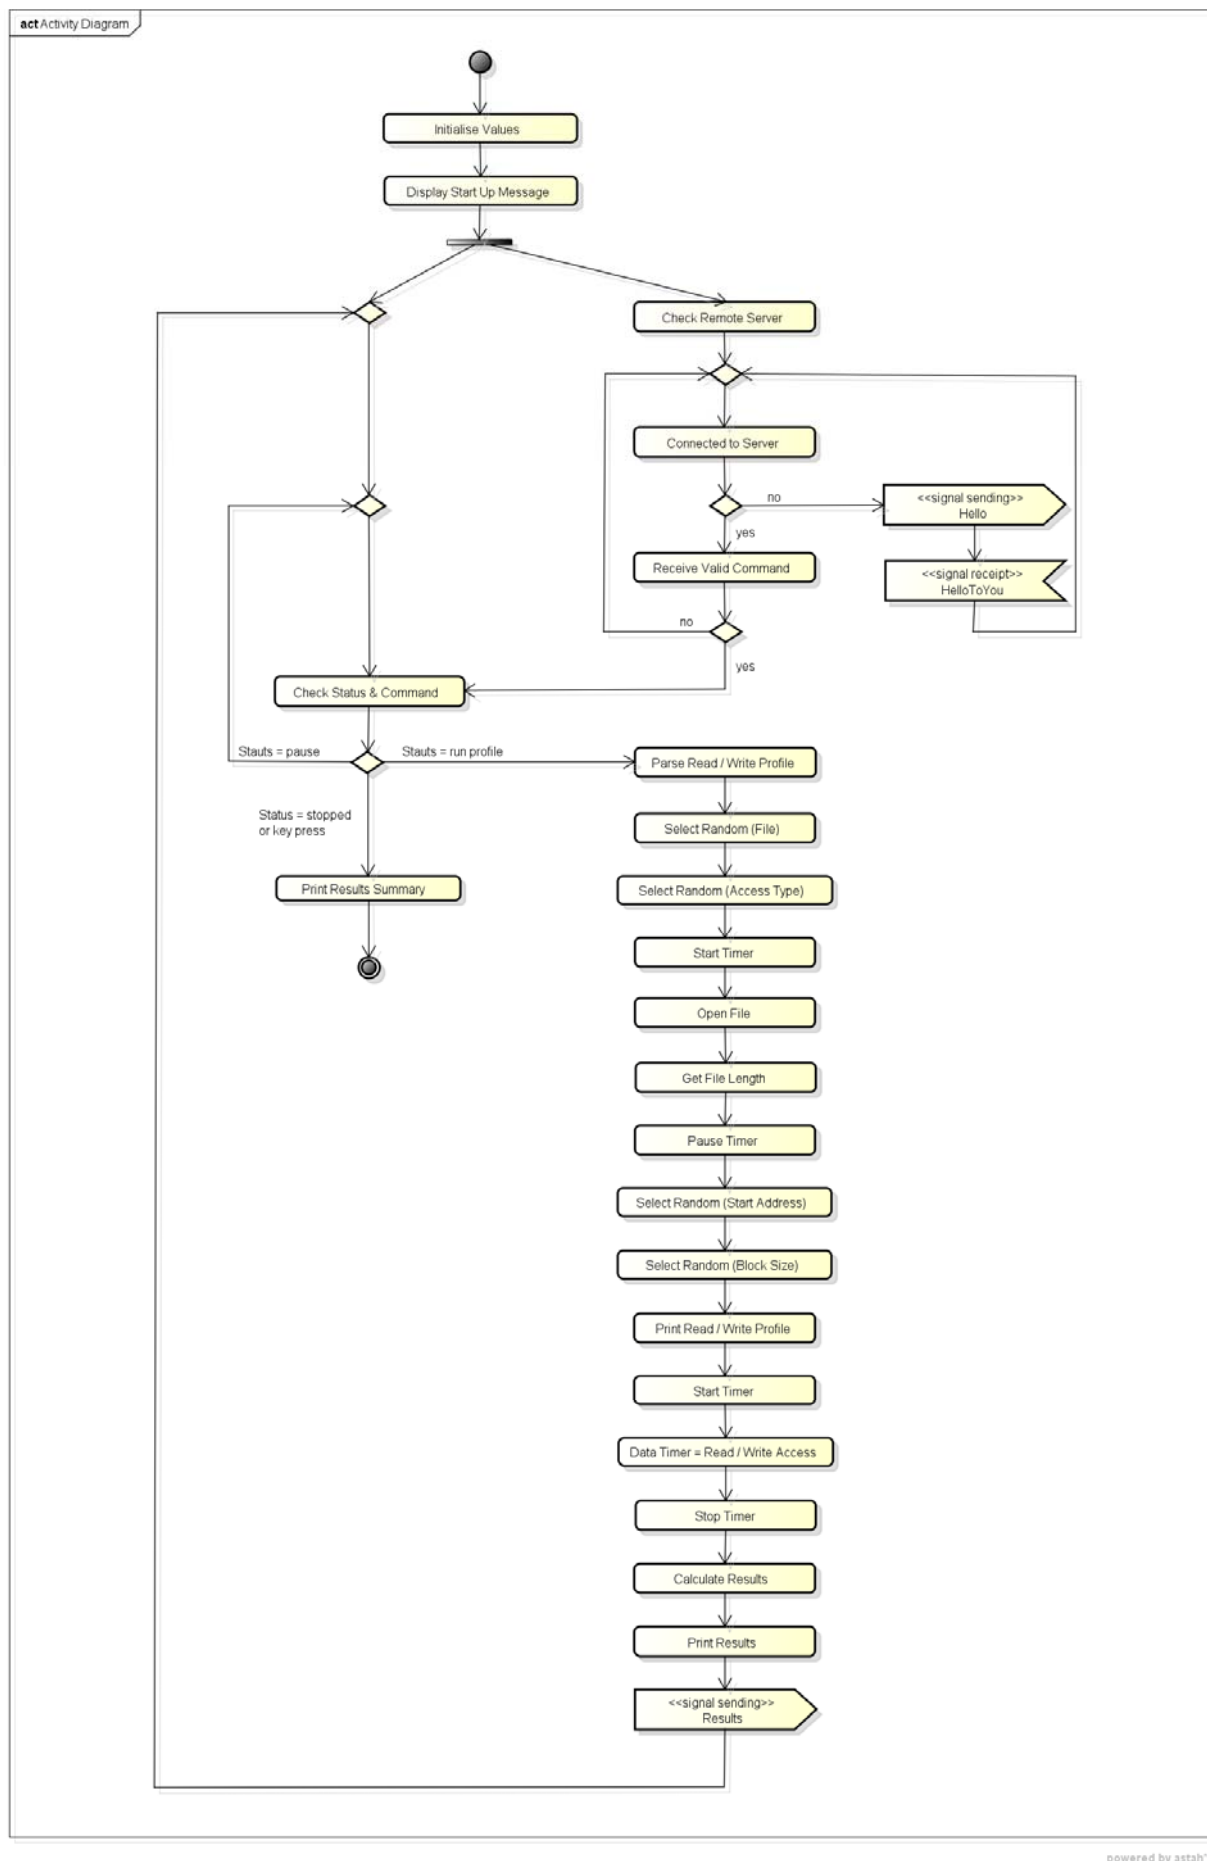 act Activity Diagram
Initialise Values
Display Start Up Message
Check Remote Server
Connected to Server
no
<<signal sending>>
Hello
yes
Receive Valid Command
<<signal receipt>>
HelloToYou
no
yes
Check Status & Command
Stauts = pause
Stauts = run profile
Parse Read / Write Profile
Status = stopped
or key press
Select Random (File)
Print Results Summary
Select Random (Access Type)
Start Timer
Open File
Get File Length
Pause Timer
Select Random (Start Address)
Select Random (Block Size)
Print Read / Write Profile
Start Timer
Data Timer = Read / Write Access
Stop Timer
Calculate Results
Print Results
<<signal sending>>
Results
powered by astah*